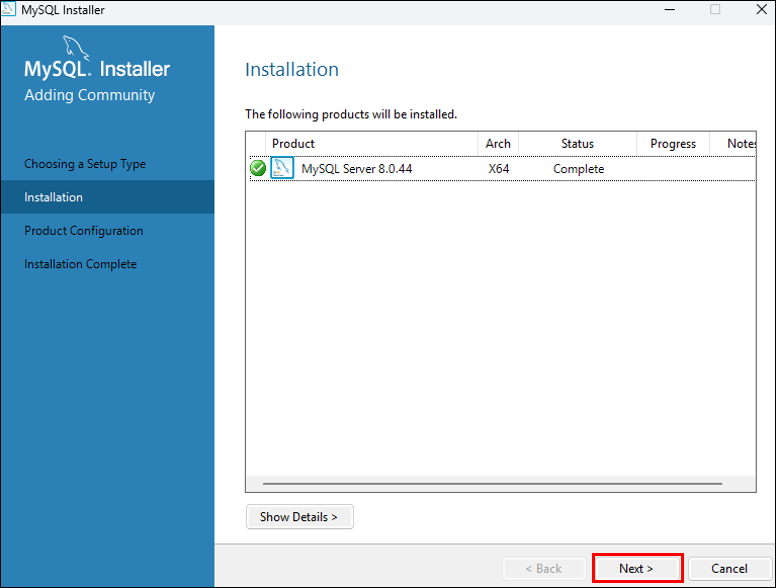 MySQL Installer
MySQL. Installer
Adding Community
Choosing a Setup Type
Installation
Product Configuration
Installation Complete
Installation
The following products will be installed.
Product Arch Status Progress Notes
MySQL Server 8.0.44 X64 Complete
Show Details >
< Back Next > Cancel